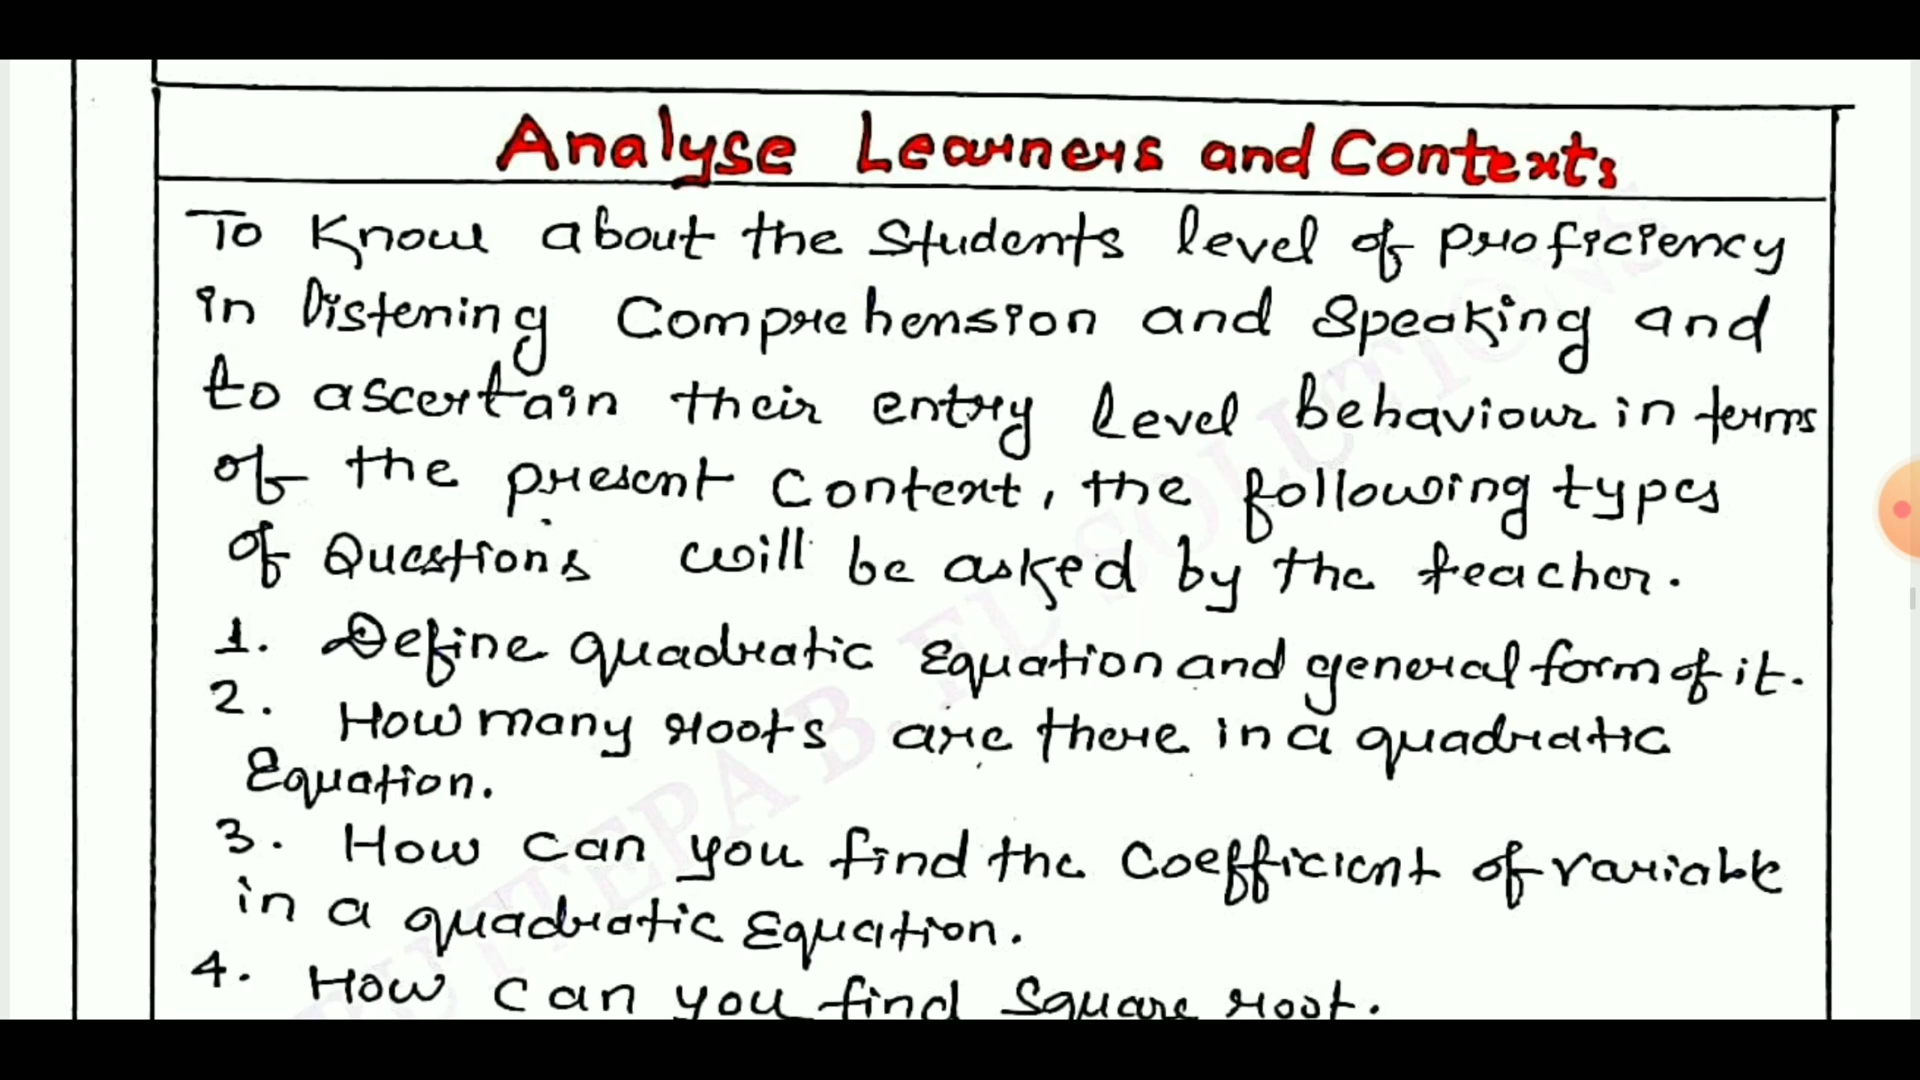 Analyse Learners and Contexts
To Know about the Students level of proficiency
in listening Comprehension and Speaking and
to ascertain their entry level behaviour in terms
of the present Context, the following types
of Questions will be asked by the teacher.
1. Define quadratic Equation and general form of it.
2. How many roots are there in a quadratic
Equation.
3. How can you find the Coefficient of variable
in a quadratic Equation.
4. How can you find Square root.